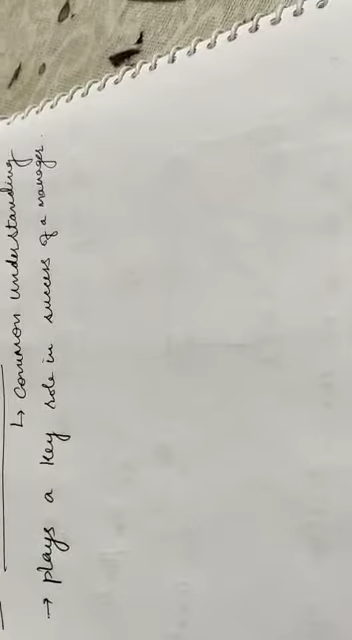 ↳ Common understanding
→ plays a key role in success of a manager.